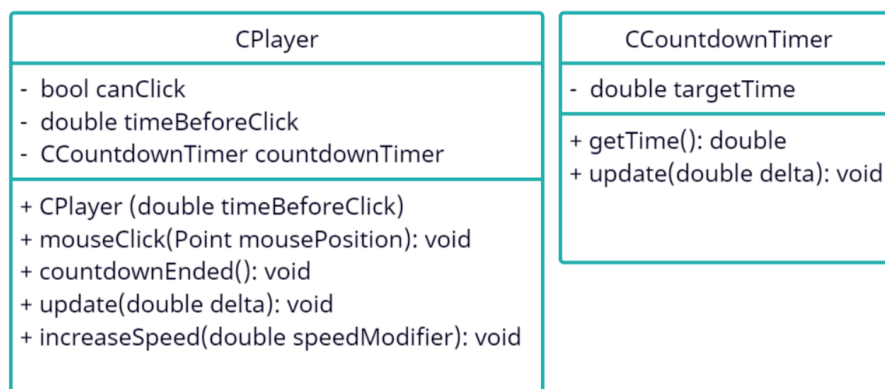 CPlayer
- bool canClick
- double timeBeforeClick
- CCountdownTimer countdownTimer
+ CPlayer (double timeBeforeClick)
+ mouseClick(Point mousePosition): void
+ countdownEnded(): void
+ update(double delta): void
+ increaseSpeed(double speedModifier): void
CCountdownTimer
- double targetTime
+ getTime(): double
+ update(double delta): void